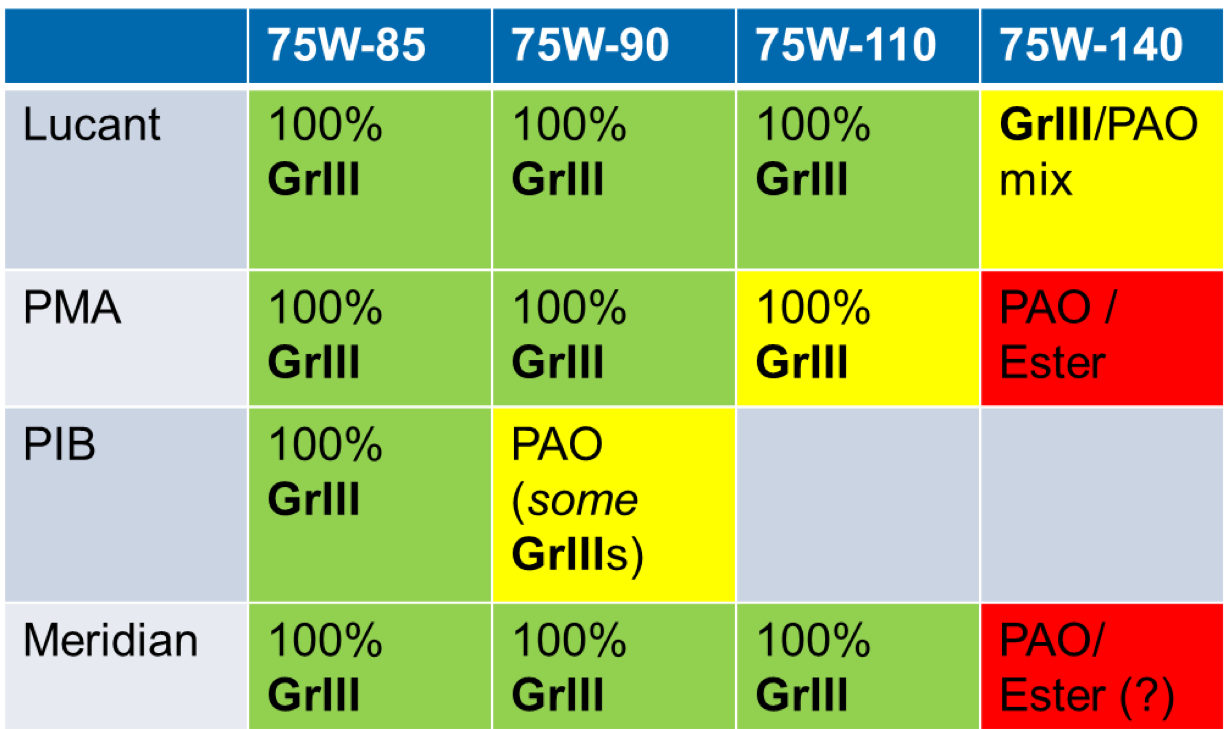 75W-85 75W-90 75W-110 75W-140
Lucant 100% 100% 100% GrIII/PAO
GrIII GrIII GrIII mix
PMA 100% 100% 100% PAO /
GrIII GrIII GrIII Ester
PIB 100% PAO
GrIII (some
GrIIIs)
Meridian 100% 100% 100% PAO/
GrIII GrIII GrIII Ester (?)